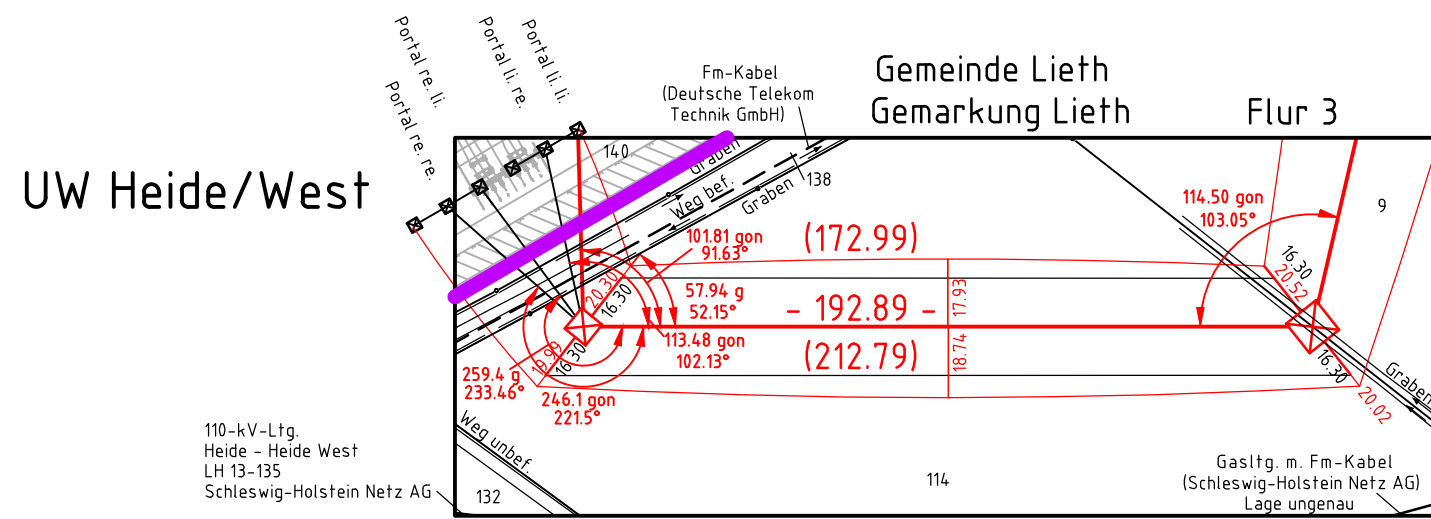 Portal re. li.
Portal li. re.
Portal li. li.
Portal re. re.
UW Heide/West
Fm-Kabel
(Deutsche Telekom
Technik GmbH)
Gemeinde Lieth
Gemarkung Lieth
Flur 3
140
Graben
Weg bef.
Graben
138
101.81 gon
91.63°
(172.99)
114.50 gon
103.05°
9
20.30
16.30
57.94 g
52.15°
- 192.89 -
17.93
16.30
20.52
113.48 gon
102.13°
(212.79)
18.74
19.99
16.30
259.4 g
233.46°
246.1 gon
221.5°
16.30
20.02
Graben
Weg unbef.
110-kV-Ltg.
Heide - Heide West
LH 13-135
Schleswig-Holstein Netz AG
132
114
Gasltg. m. Fm-Kabel
(Schleswig-Holstein Netz AG)
Lage ungenau